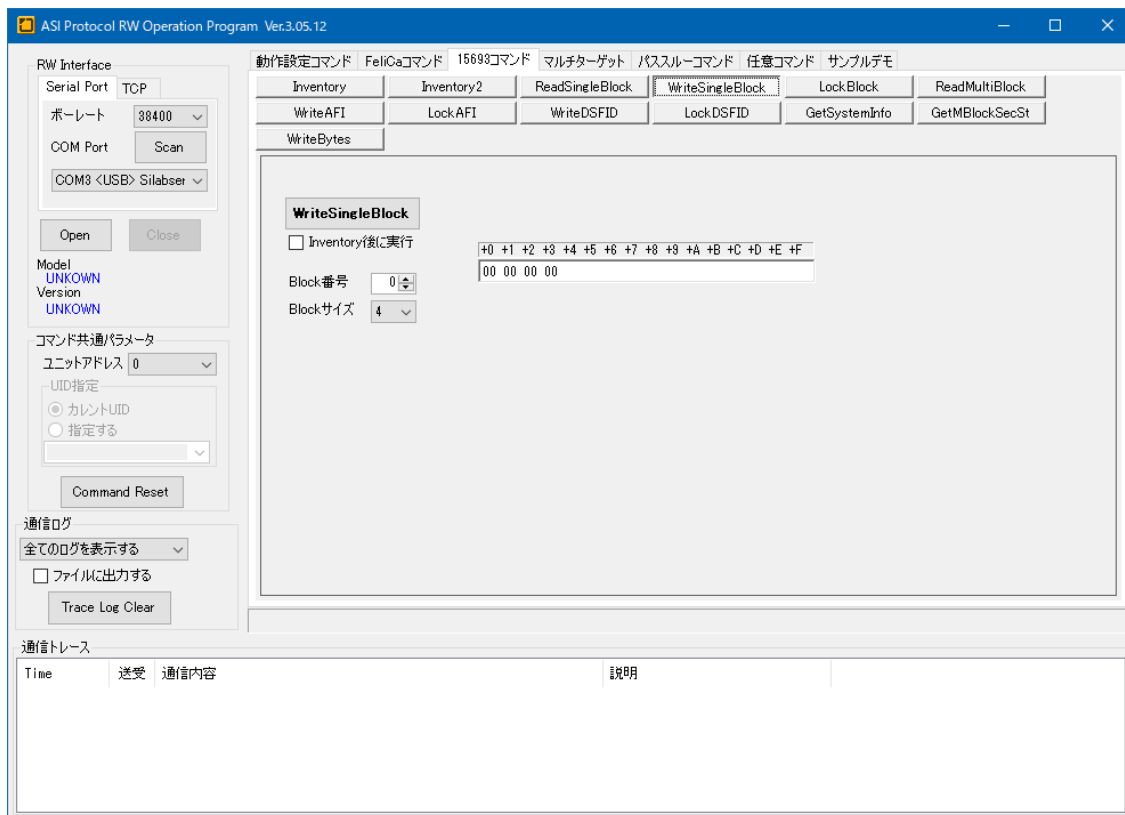 ASI Protocol RW Operation Program Ver.3.05.12
RW Interface
Serial Port TCP
ボーレート 38400
COM Port Scan
COM3 <USB> Silabser
Open Close
Model
UNKOWN
Version
UNKOWN
コマンド共通パラメータ
ユニットアドレス 0
UID指定
カレントUID
指定する
Command Reset
通信ログ
全てのログを表示する
ファイルに出力する
Trace Log Clear
動作設定コマンド FeliCaコマンド 15693コマンド マルチターゲット パススルーコマンド 任意コマンド サンプルデモ
Inventory Inventory2 ReadSingleBlock WriteSingleBlock LockBlock ReadMultiBlock
WriteAFI LockAFI WriteDSFID LockDSFID GetSystemInfo GetMBlockSecSt
WriteBytes
WriteSingleBlock
Inventory後に実行
+0 +1 +2 +3 +4 +5 +6 +7 +8 +9 +A +B +C +D +E +F
00 00 00 00
Block番号 0
Blockサイズ 4
通信トレース
Time 送受 通信内容 説明